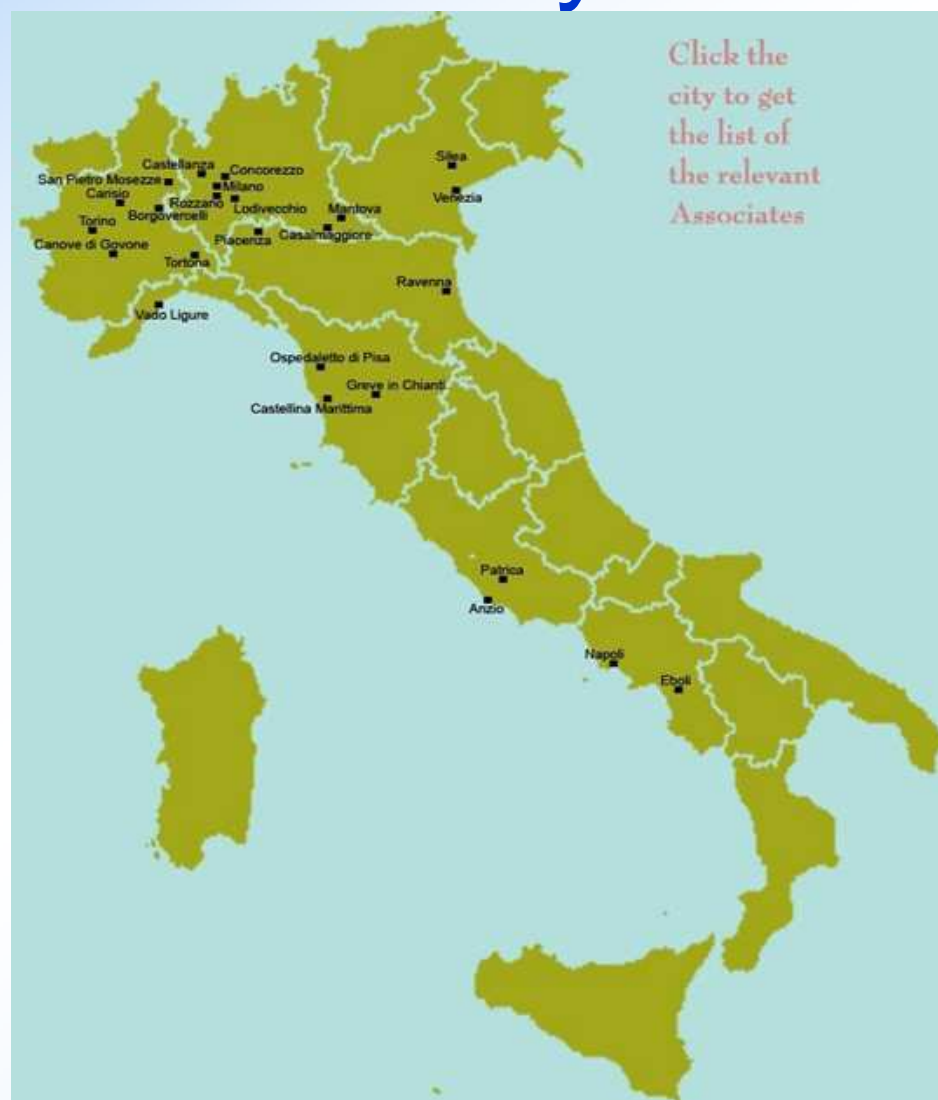 Click the
city to get
the list of
the relevant
Associates
Silea
Castellanza
Concorezzo
San Pietro Mosezze
Milano
Venezia
Carisio
Rozzano
Lodivecchio
Mantova
Borgovercelli
Torino
Casalmaggiore
Piacenza
Canove di Govone
Tortona
Ravenna
Vado Ligure
Ospedaletto di Pisa
Greve in Chianti
Castellina Marittima
Patrica
Anzio
Napoli
Eboli